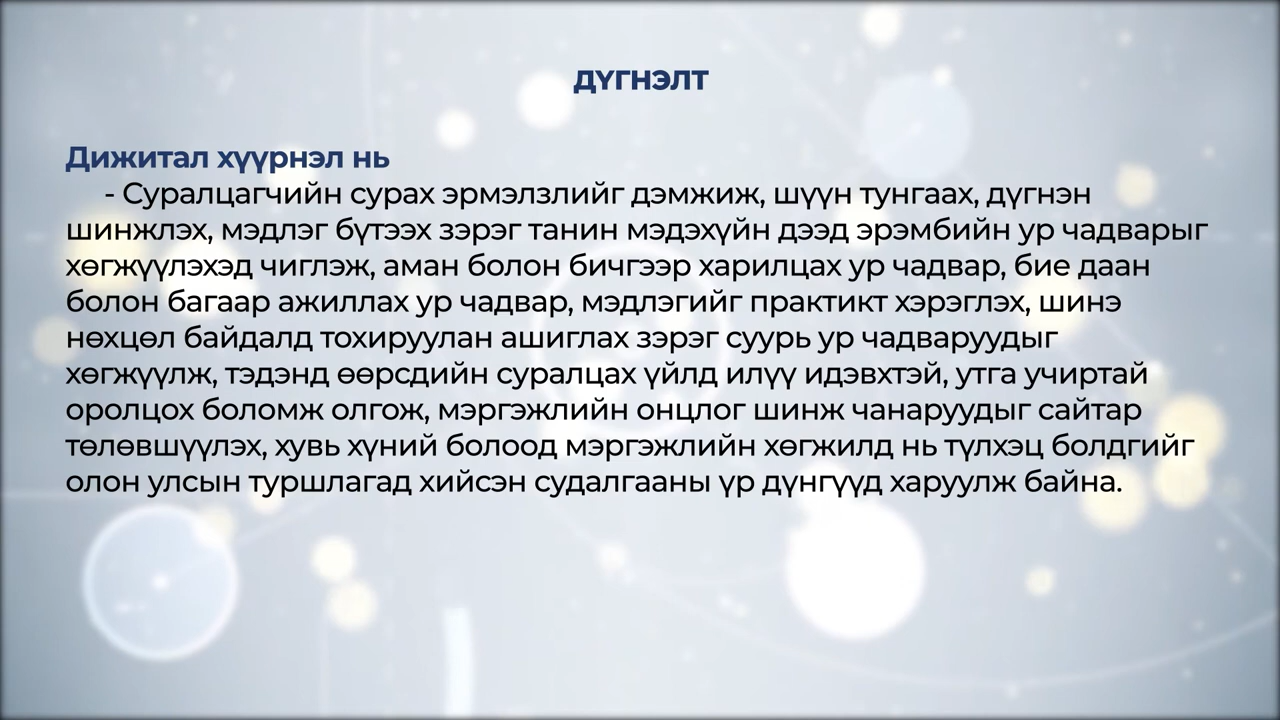 ДҮГНЭЛТ
Дижитал хүүрнэл нь
- Суралцагчийн сурах эрмэлзлийг дэмжиж, шүүн тунгаах, дүгнэн
шинжлэх, мэдлэг бүтээх зэрэг танин мэдэхүйн дээд эрэмбийн ур чадварыг
хөгжүүлэхэд чиглэж, аман болон бичгээр харилцах ур чадвар, бие даан
болон багаар ажиллах ур чадвар, мэдлэгийг практикт хэрэглэх, шинэ
нөхцөл байдалд тохируулан ашиглах зэрэг суурь ур чадваруудыг
хөгжүүлж, тэдэнд өөрсдийн суралцах үйлд илүү идэвхтэй, утга учиртай
оролцох боломж олгож, мэргэжлийн онцлог шинж чанаруудыг сайтар
төлөвшүүлэх, хувь хүний болоод мэргэжлийн хөгжилд нь түлхэц болдгийг
олон улсын туршлагад хийсэн судалгааны үр дүнгүүд харуулж байна.